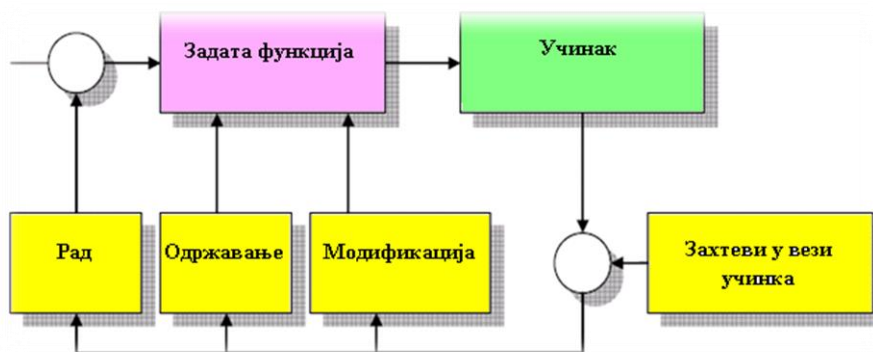 Задата функција
Учинак
Рад
Одржавање
Модификација
Захтеви у вези
учинка